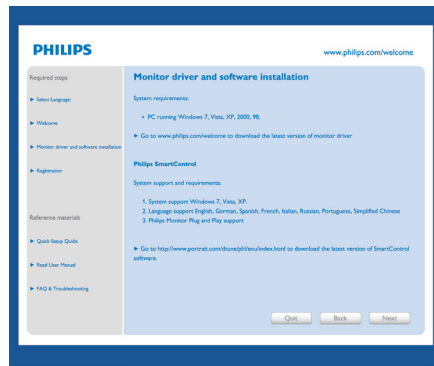 PHILIPS
www.philips.com/welcome
Required steps
Select Language
Welcome
Monitor driver and software installation
Registration
Reference materials
Quick Setup Guide
Read User Manual
FAQ & Troubleshooting
Monitor driver and software installation
System requirements:
• PC running Windows 7, Vista, XP, 2000, 98.
Go to www.philips.com/welcome to download the latest version of monitor driver
Philips SmartControl
System support and requirements:
1. System support Windows 7, Vista, XP.
2. Language support English, German, Spanish, French, Italian, Russian, Portuguese, Simplified Chinese
3. Philips Monitor Plug and Play support
Go to http://www.portrait.com/dtune/phl/enu/index.html to download the latest version of SmartControl
software.
Quit Back Next